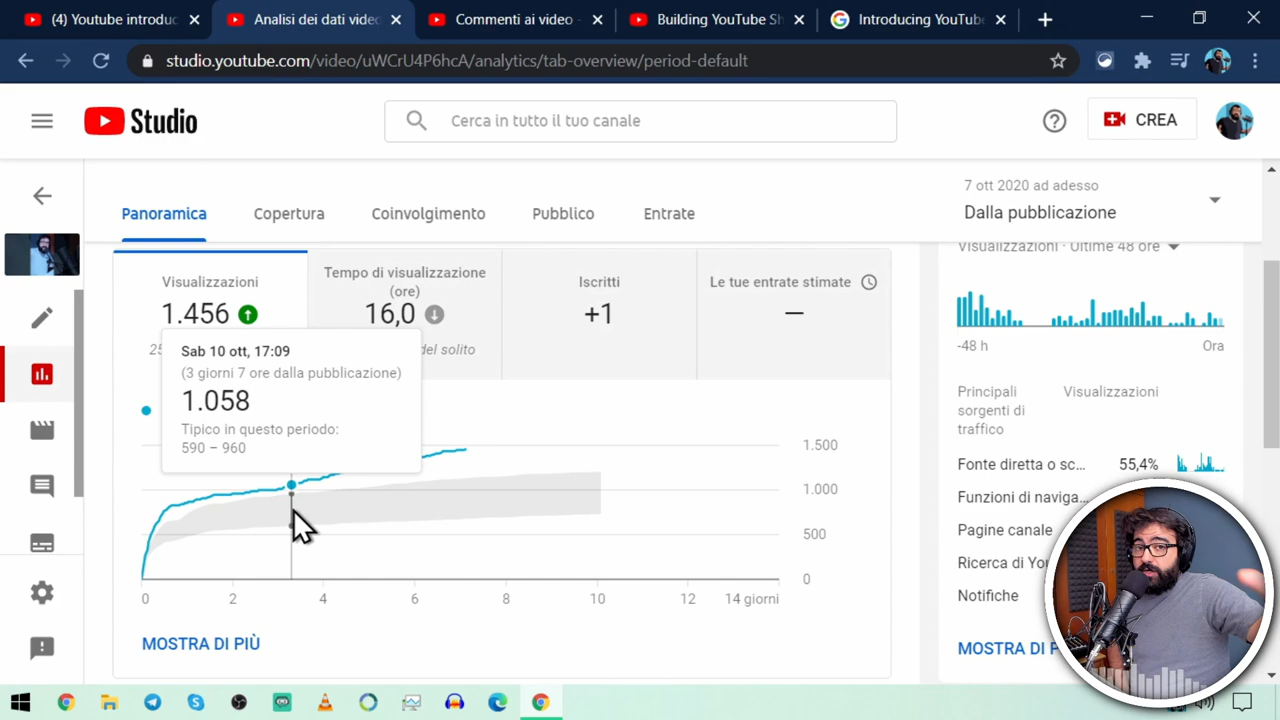 (4) Youtube introduc
Analisi dei dati video
Commenti ai video -
Building YouTube Sh
Introducing YouTube
studio.youtube.com/video/uWCrU4P6hcA/analytics/tab-overview/period-default
Studio
Cerca in tutto il tuo canale
CREA
Panoramica
Copertura
Coinvolgimento
Pubblico
Entrate
7 ott 2020 ad adesso
Dalla pubblicazione
Visualizzazioni
1.456
Tempo di visualizzazione
(ore)
16,0
del solito
Iscritti
+1
Le tue entrate stimate
—
Sab 10 ott, 17:09
(3 giorni 7 ore dalla pubblicazione)
1.058
Tipico in questo periodo:
590 – 960
1.500
1.000
500
0
0 2 4 6 8 10 12 14 giorni
MOSTRA DI PIÙ
Visualizzazioni · Ultime 48 ore
-48 h
Ora
Principali
sorgenti di
traffico
Visualizzazioni
Fonte diretta o sc...
55,4%
Funzioni di naviga...
Pagine canale
Ricerca di Yo
Notifiche
MOSTRA DI P